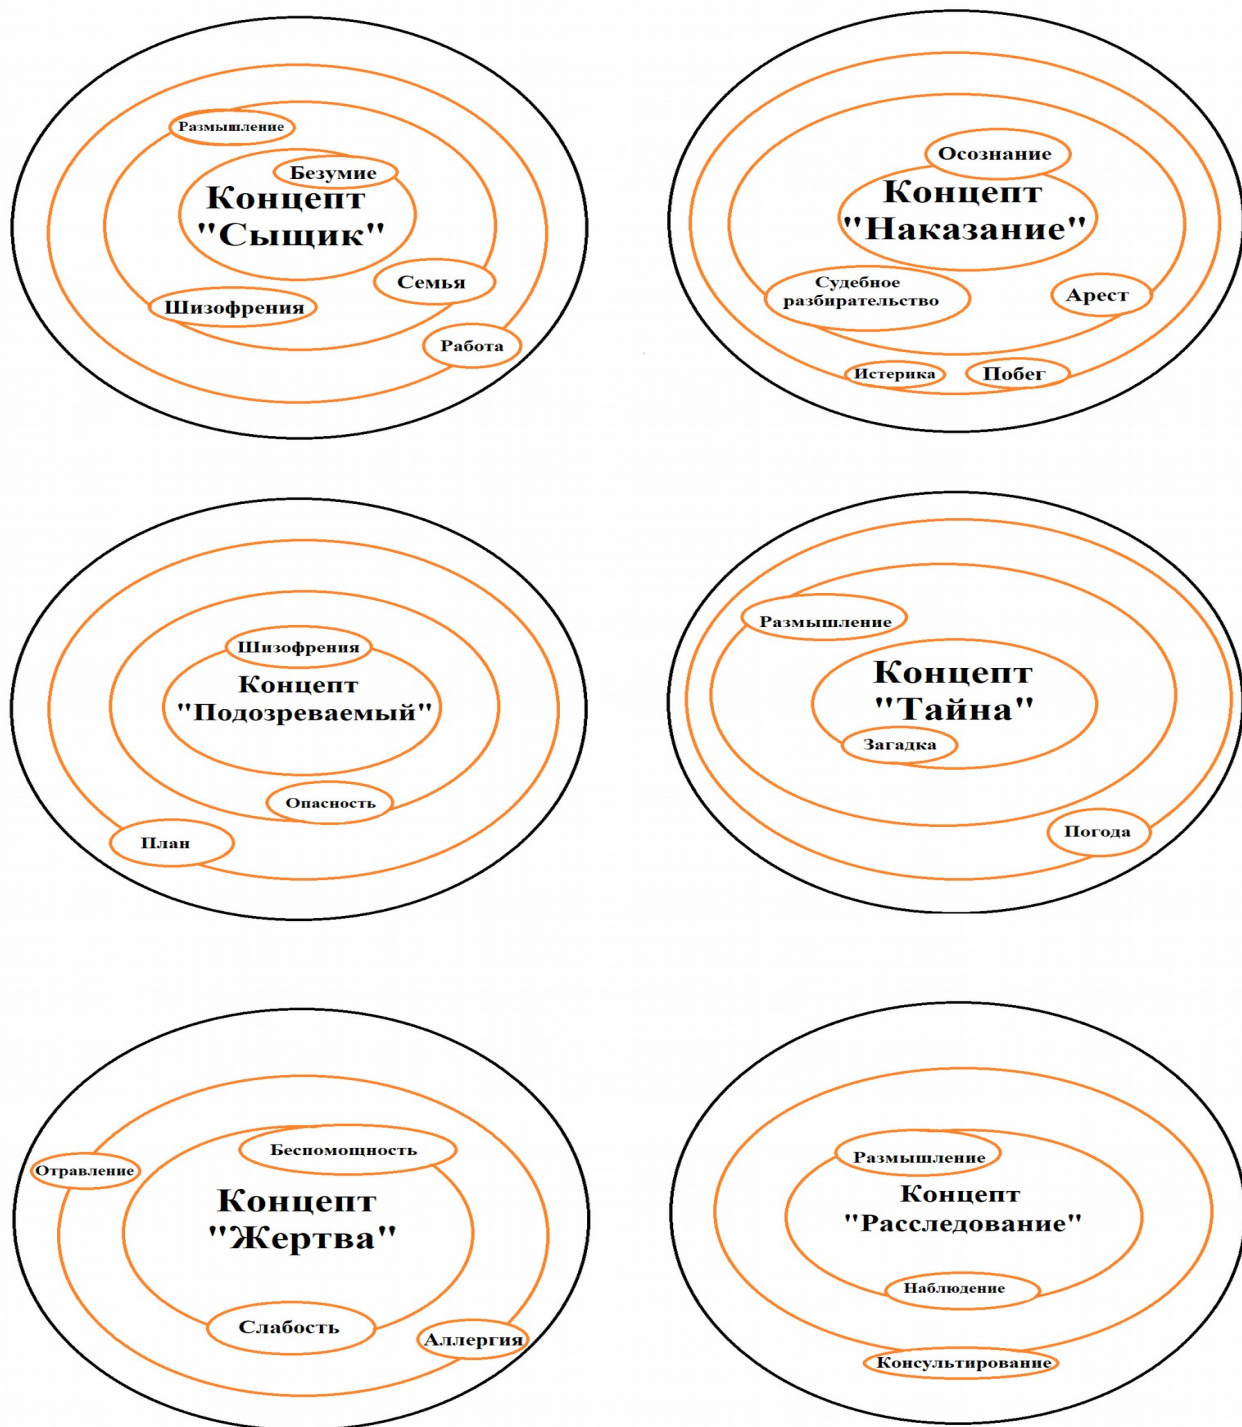 Размышление
Безумие
Концепт
"Сыщик"
Семья
Шизофрения
Работа
Осознание
Концепт
"Наказание"
Судебное
разбирательство
Арест
Истерика
Побег
Шизофрения
Концепт
"Подозреваемый"
Опасность
План
Размышление
Концепт
"Тайна"
Загадка
Погода
Беспомощность
Отравление
Концепт
"Жертва"
Слабость
Аллергия
Размышление
Концепт
"Расследование"
Наблюдение
Консультирование